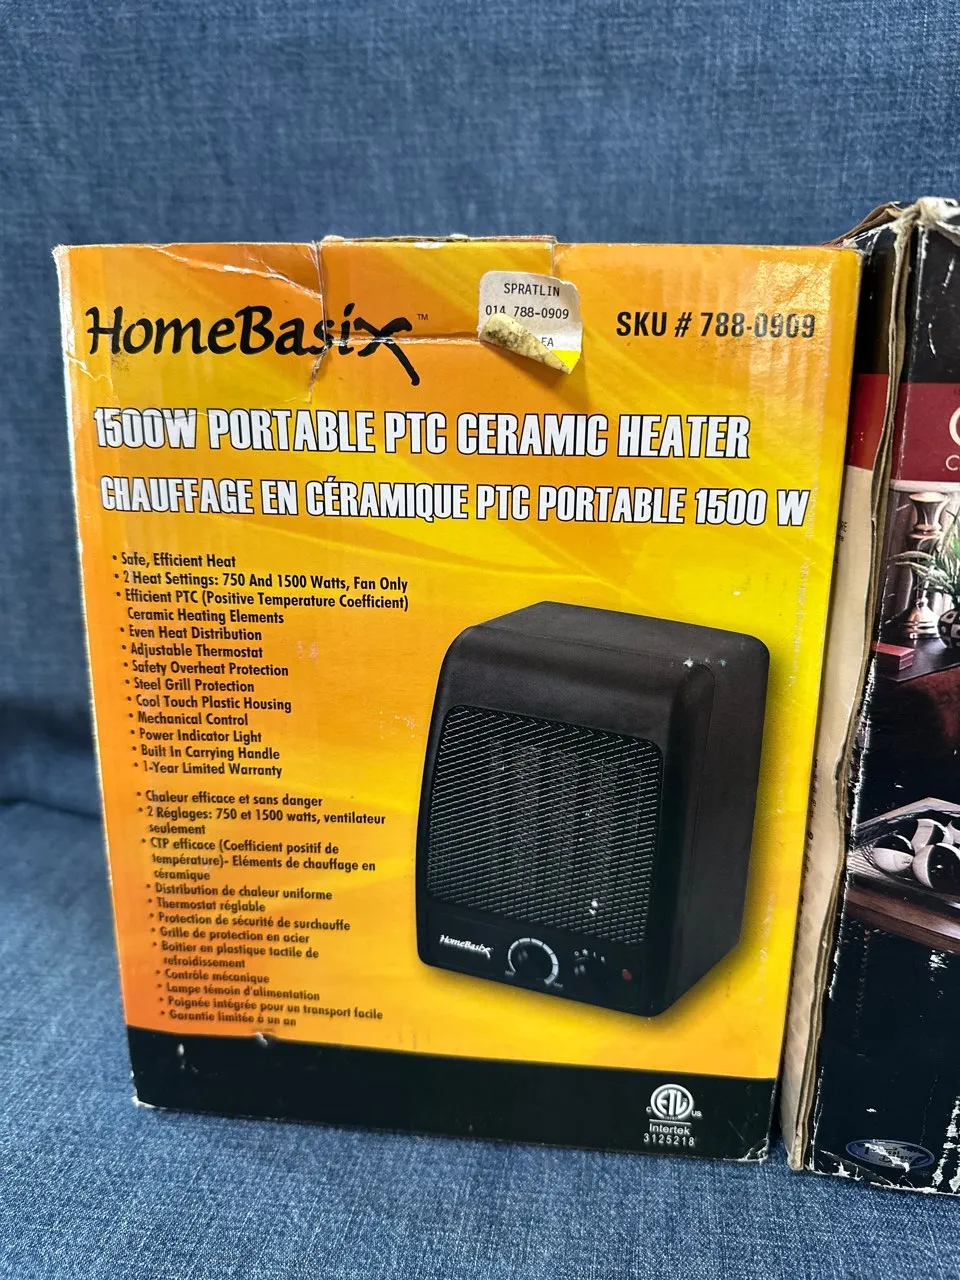 HomeBasix™
SPRATLIN
014 788-0909
EA
SKU # 788-0909
1500W PORTABLE PTC CERAMIC HEATER
CHAUFFAGE EN CÉRAMIQUE PTC PORTABLE 1500 W
• Safe, Efficient Heat
• 2 Heat Settings: 750 And 1500 Watts, Fan Only
• Efficient PTC (Positive Temperature Coefficient)
Ceramic Heating Elements
• Even Heat Distribution
• Adjustable Thermostat
• Safety Overheat Protection
• Steel Grill Protection
• Cool Touch Plastic Housing
• Mechanical Control
• Power Indicator Light
• Built In Carrying Handle
• 1-Year Limited Warranty
• Chaleur efficace et sans danger
• 2 Réglages: 750 et 1500 watts, ventilateur
seulement
• CTP efficace (Coefficient positif de
température)- Eléments de chauffage en
céramique
• Distribution de chaleur uniforme
• Thermostat réglable
• Protection de sécurité de surchauffe
• Grille de protection en acier
• Boîtier en plastique tactile de
refroidissement
• Contrôle mécanique
• Lampe témoin d'alimentation
• Poignée intégrée pour un transport facile
• Garantie limitée à un an
HomeBasix
C ETL US
Intertek
3125218